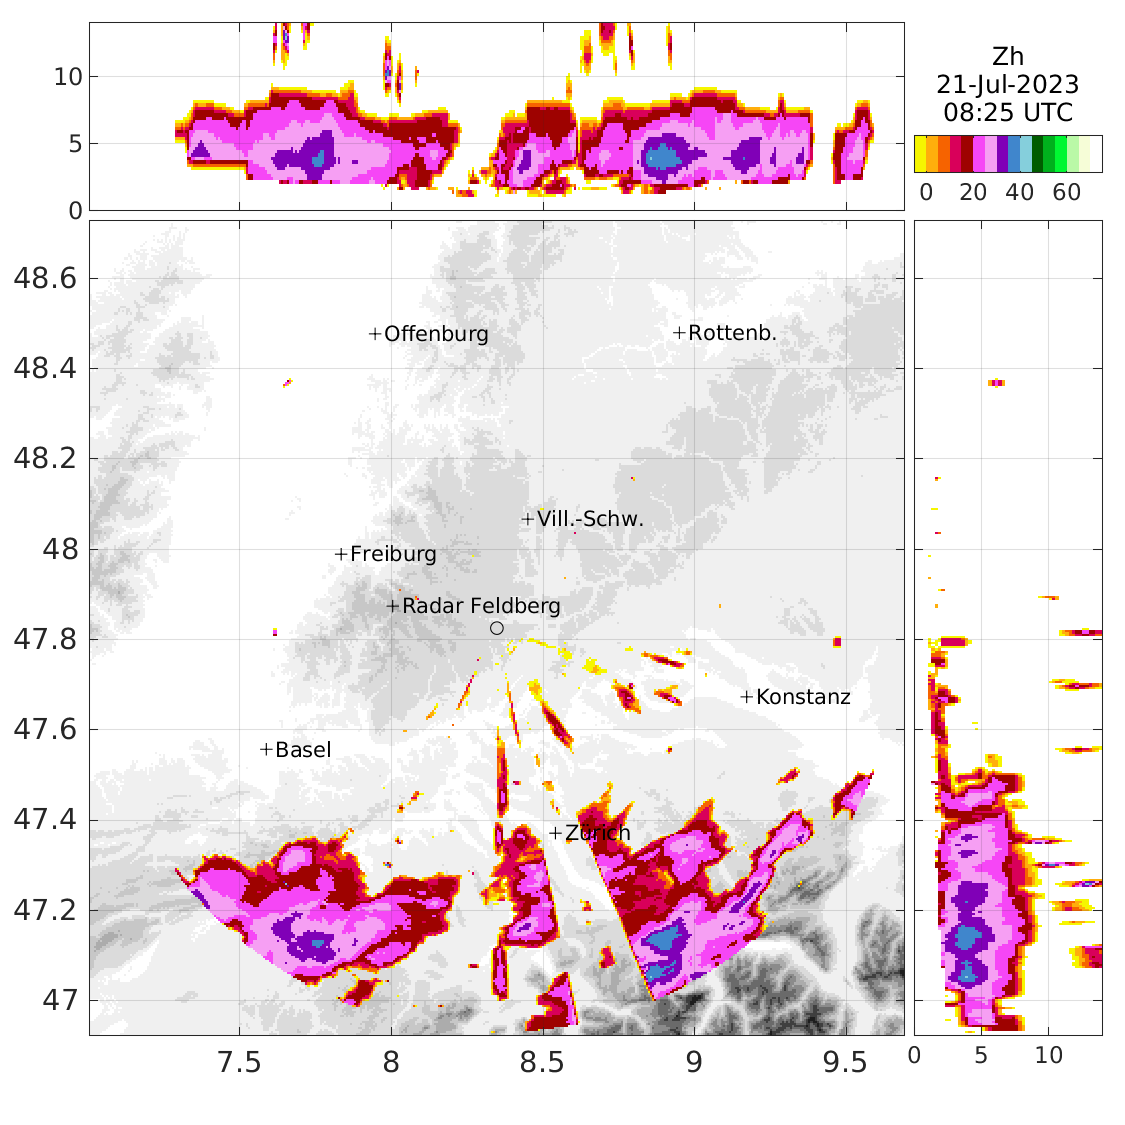 10
5
0
Zh
21-Jul-2023
08:25 UTC
0 20 40 60
48.6
48.4
48.2
48
47.8
47.6
47.4
47.2
47
+Offenburg
+Rottenb.
+Vill.-Schw.
+Freiburg
+Radar Feldberg
+Konstanz
+Basel
+Zürich
7.5 8 8.5 9 9.5
0 5 10